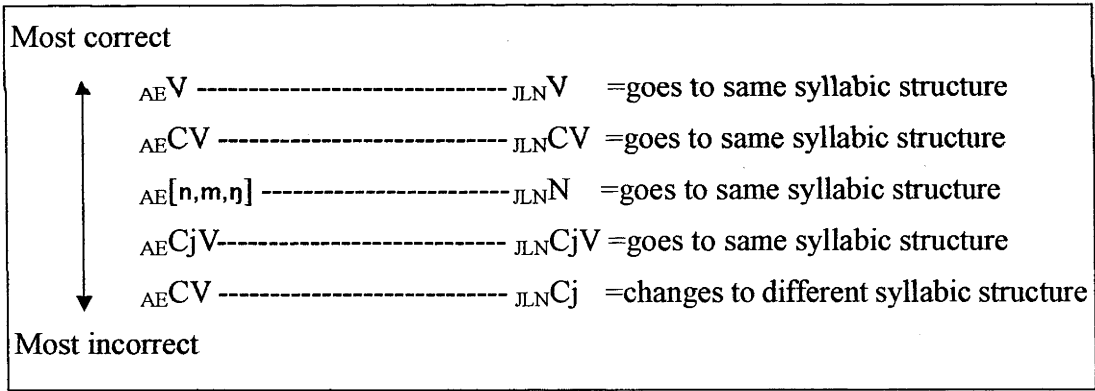 Most correct
AEV ------------------------------ JLNV =goes to same syllabic structure
AECV ---------------------------- JLNCV =goes to same syllabic structure
AE[n,m,ŋ] ------------------------ JLNN =goes to same syllabic structure
AECjV---------------------------- JLNCjV =goes to same syllabic structure
AECV ---------------------------- JLNCj =changes to different syllabic structure
Most incorrect